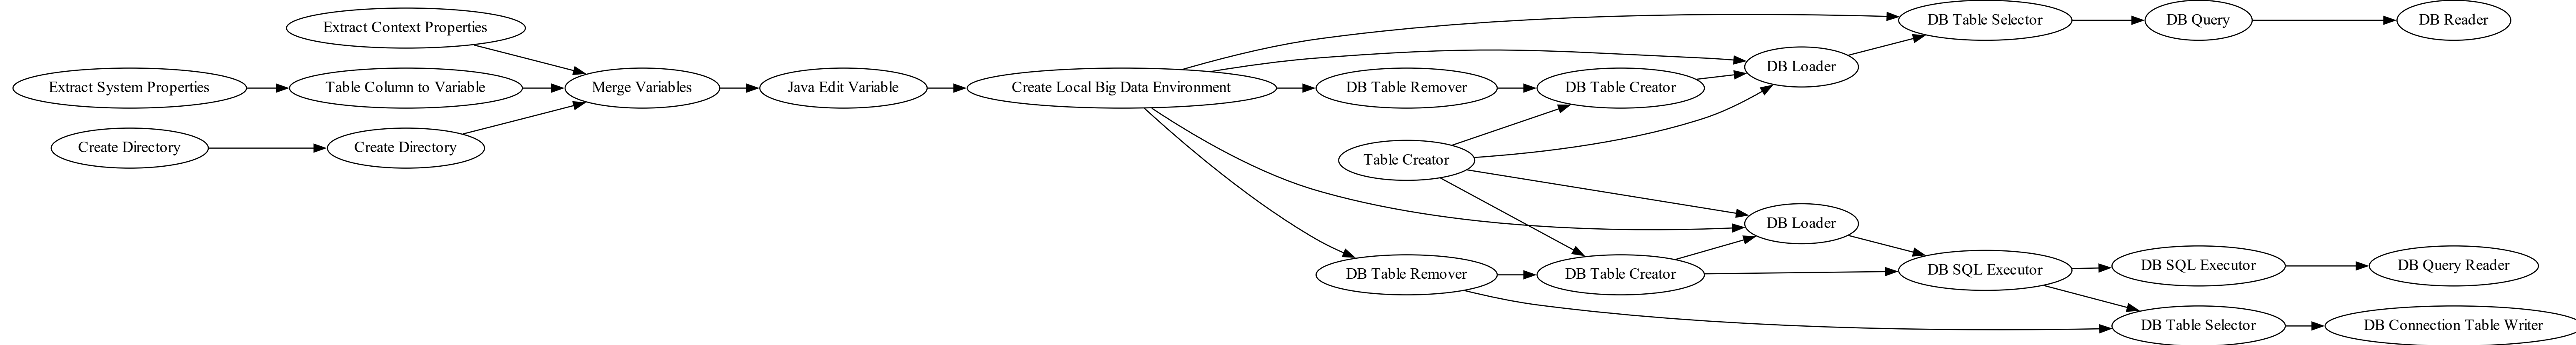 Extract Context Properties
Extract System Properties
Table Column to Variable
Create Directory
Create Directory
Merge Variables
Java Edit Variable
Create Local Big Data Environment
DB Table Remover
DB Table Creator
DB Loader
DB Table Selector
DB Query
DB Reader
Table Creator
DB Loader
DB Table Remover
DB Table Creator
DB SQL Executor
DB SQL Executor
DB Query Reader
DB Table Selector
DB Connection Table Writer